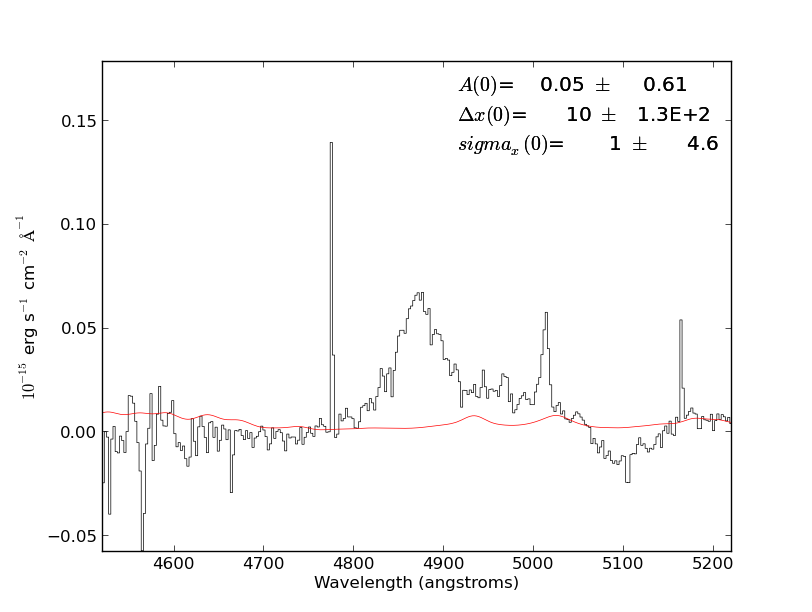 A(0)= 0.05 ± 0.61
Δx(0)= 10 ± 1.3E+2
sigmaₓ(0)= 1 ± 4.6
10⁻¹⁵ erg s⁻¹ cm⁻² Å⁻¹
0.15
0.10
0.05
0.00
−0.05
4600 4700 4800 4900 5000 5100 5200
Wavelength (angstroms)